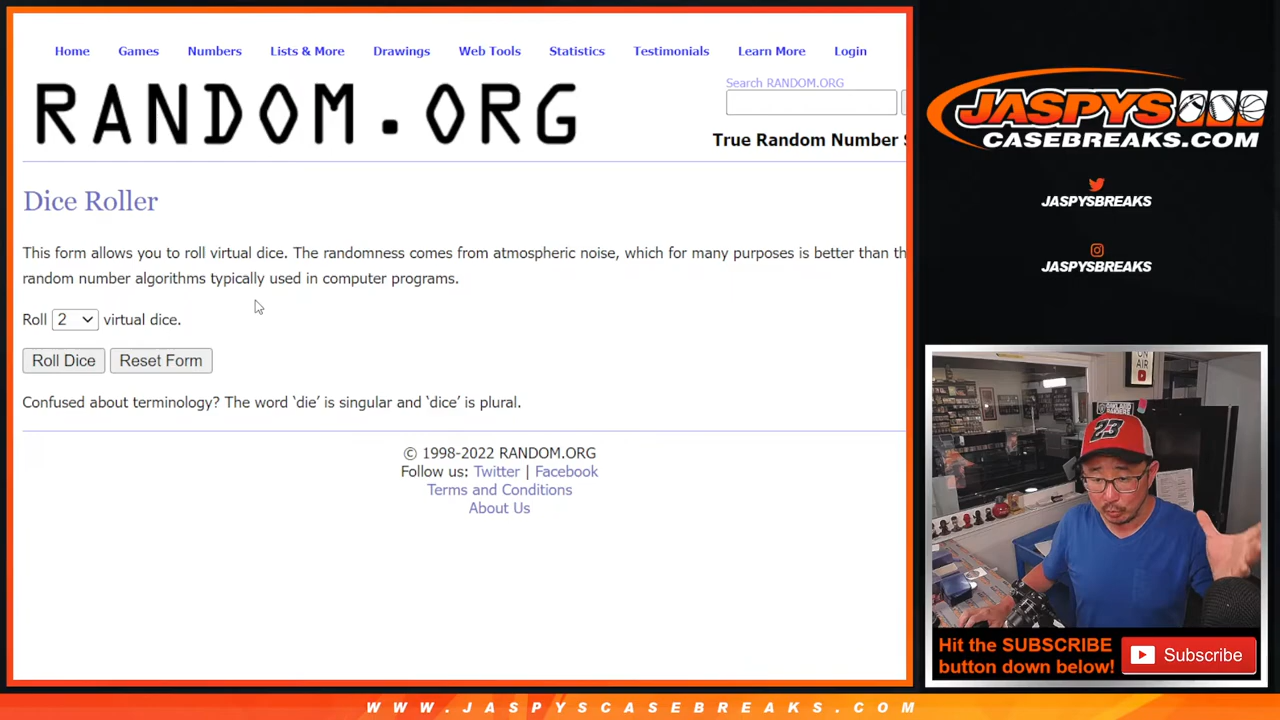 Home Games Numbers Lists & More Drawings Web Tools Statistics Testimonials Learn More Login
RANDOM.ORG
Search RANDOM.ORG
True Random Number
Dice Roller
This form allows you to roll virtual dice. The randomness comes from atmospheric noise, which for many purposes is better than th
random number algorithms typically used in computer programs.
Roll 2 virtual dice.
Roll Dice Reset Form
Confused about terminology? The word ‘die’ is singular and ‘dice’ is plural.
© 1998-2022 RANDOM.ORG
Follow us: Twitter | Facebook
Terms and Conditions
About Us
JASPYS
CASEBREAKS.COM
JASPYSBREAKS
JASPYSBREAKS
ON
AIR
23
Hit the SUBSCRIBE
button down below!
Subscribe
WWW.JASPYSCASEBREAKS.COM